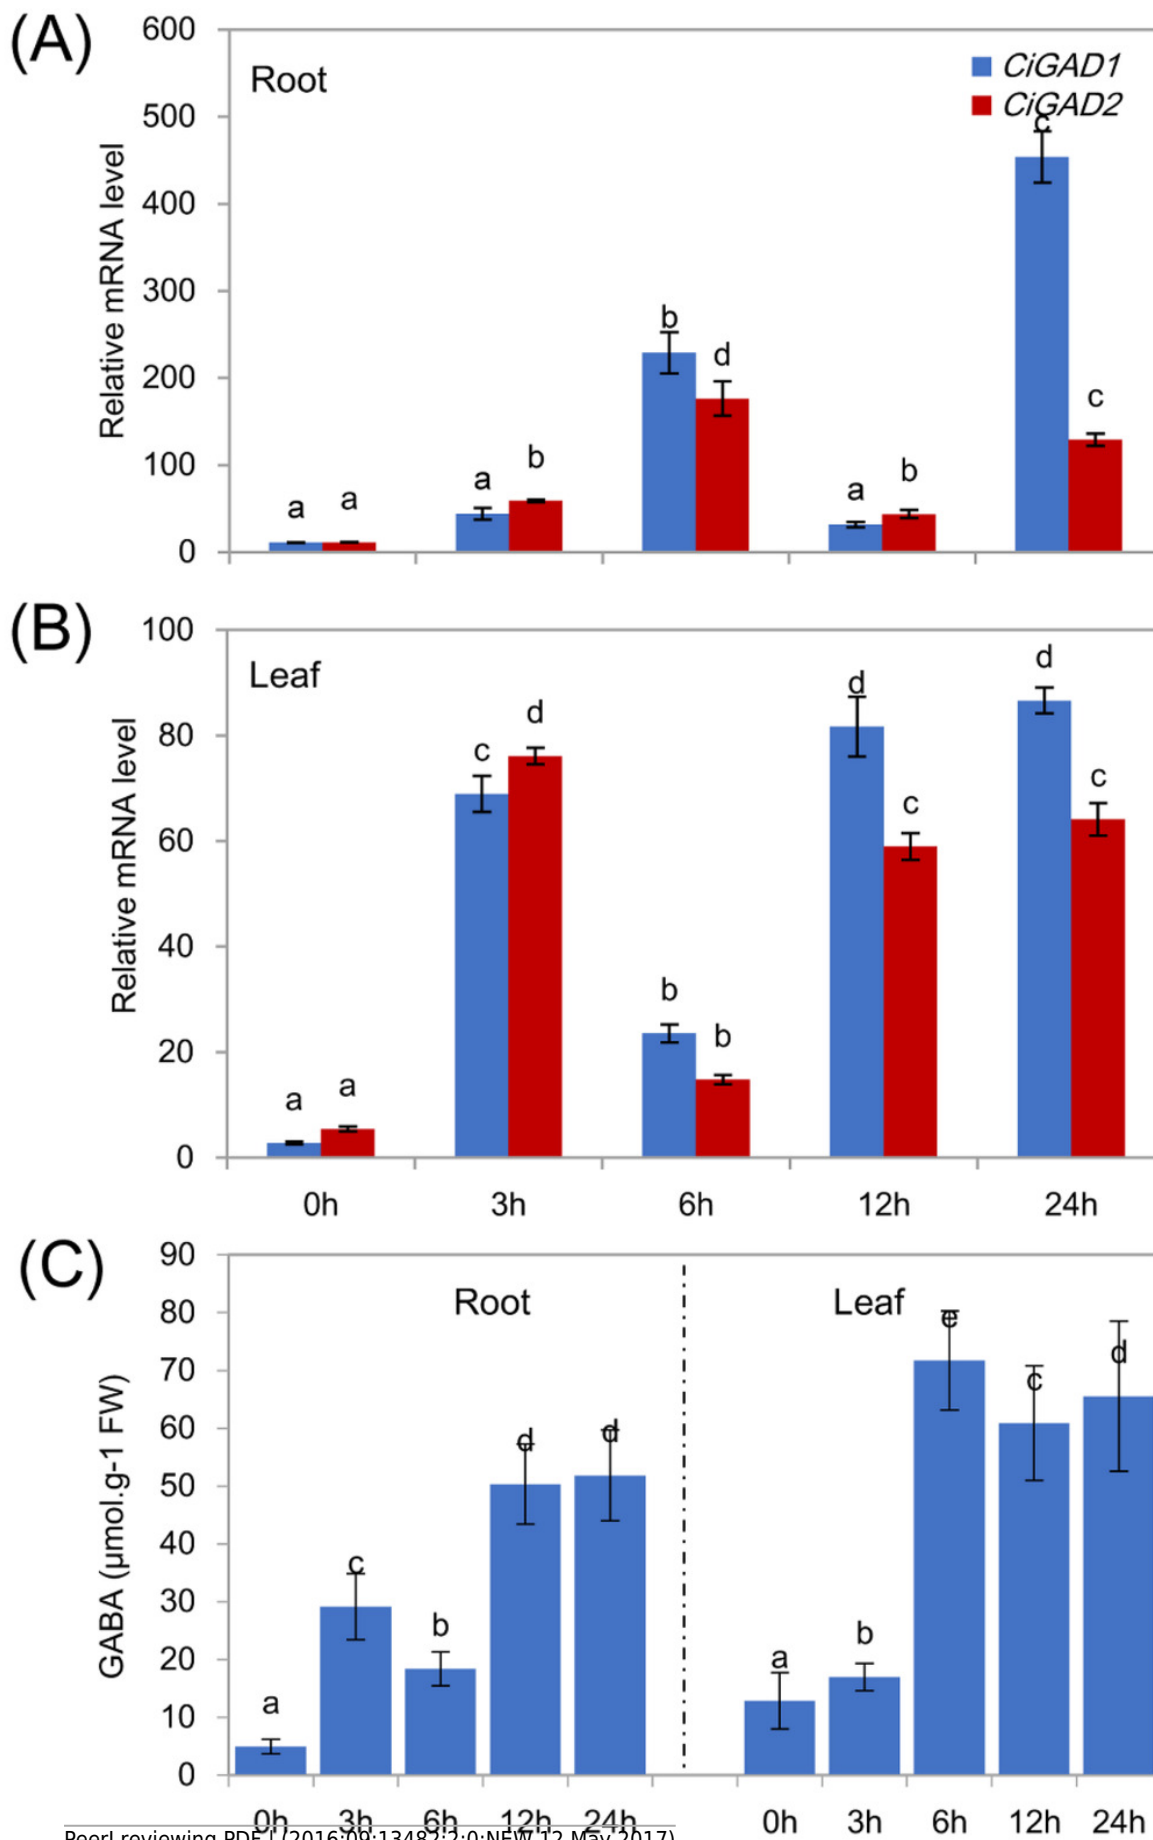 (A)
600
500
400
300
200
100
0
Relative mRNA level
Root
CiGAD1
CiGAD2
a a a b b d a b c c
(B)
100
80
60
40
20
0
Relative mRNA level
Leaf
a a c d b b d c d c
0h 3h 6h 12h 24h
(C)
90
80
70
60
50
40
30
20
10
0
GABA (μmol.g-1 FW)
Root Leaf
a c b d d a b e c d
0h 3h 6h 12h 24h 0h 3h 6h 12h 24h
PeerJ reviewing PDF | (2016:09:13482:2:0:NEW 12 May 2017)